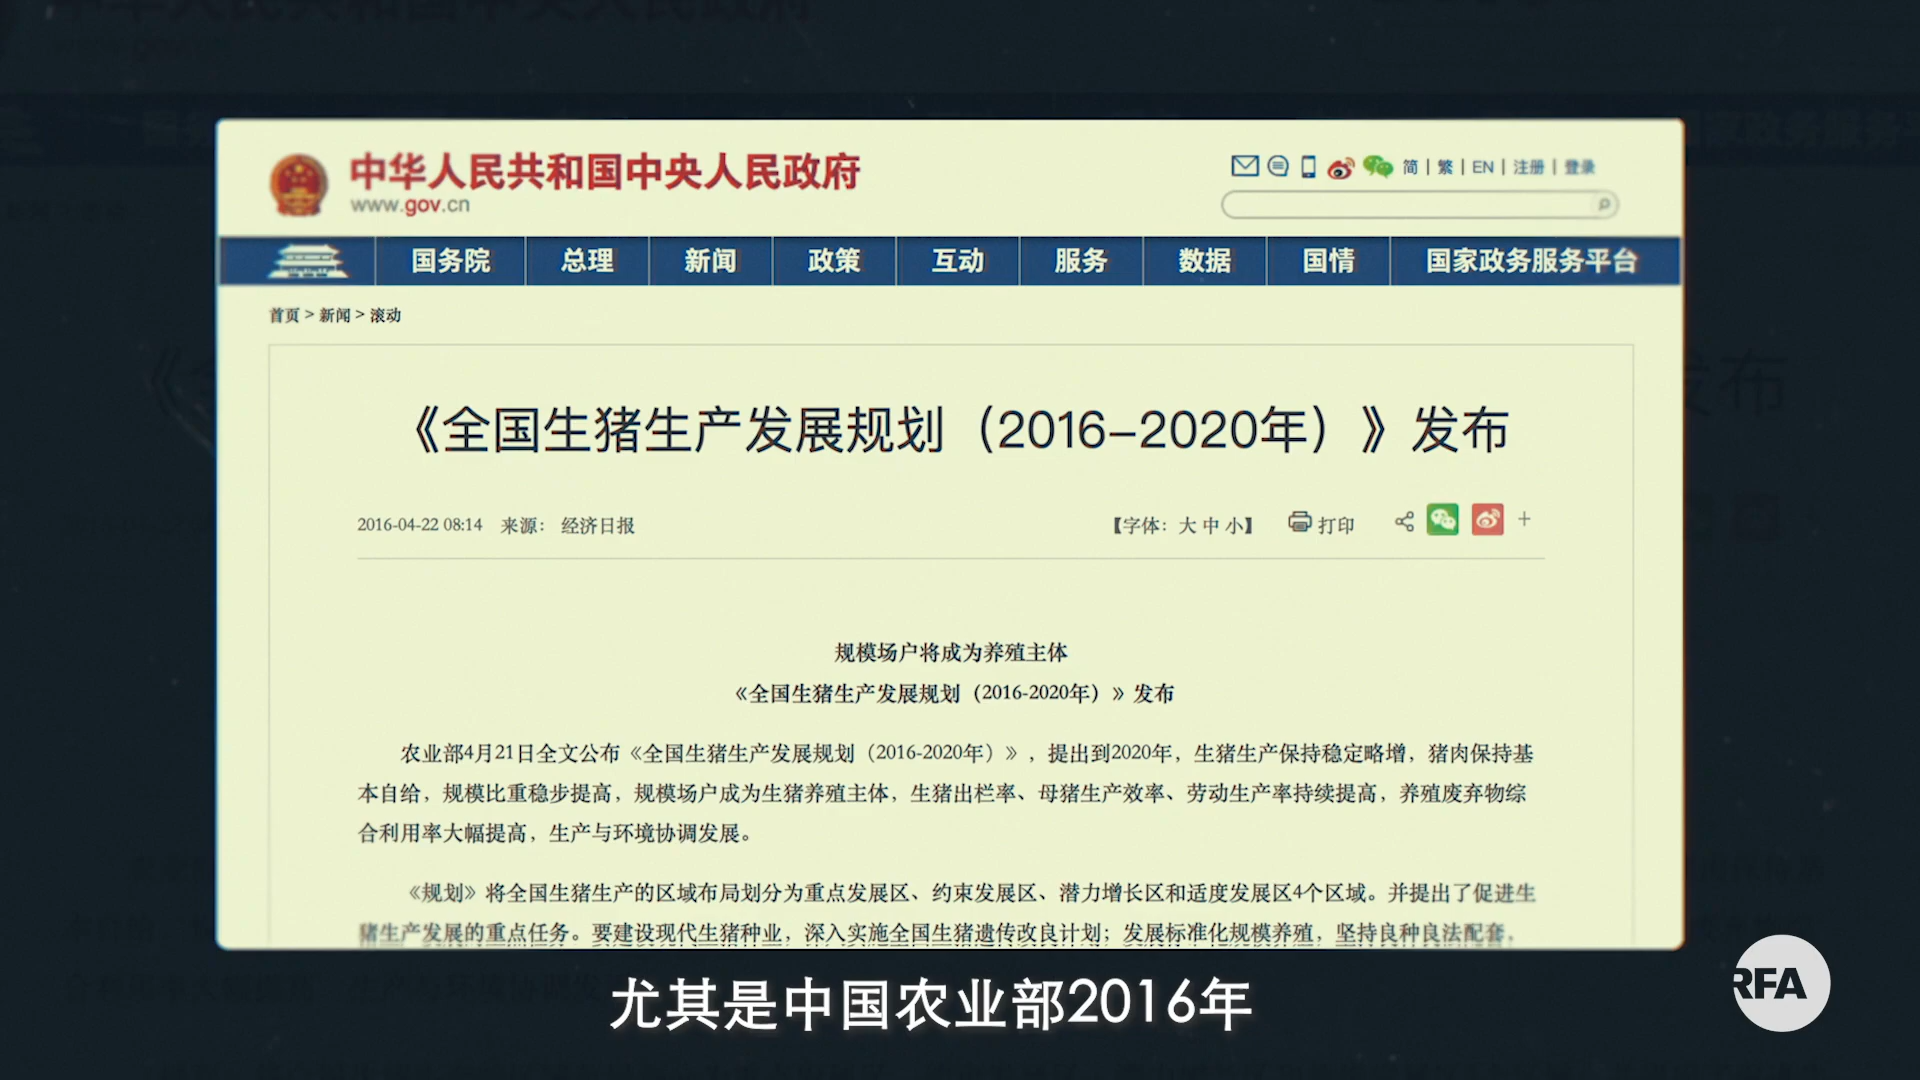 中华人民共和国中央人民政府
www.gov.cn
简 | 繁 | EN | 注册 | 登录
国务院 总理 新闻 政策 互动 服务 数据 国情 国家政务服务平台
首页 > 新闻 > 滚动
《全国生猪生产发展规划（2016-2020年）》发布
2016-04-22 08:14 来源： 经济日报 【字体：大 中 小】 打印 +
规模场户将成为养殖主体
《全国生猪生产发展规划（2016-2020年）》发布
农业部4月21日全文公布《全国生猪生产发展规划（2016-2020年）》，提出到2020年，生猪生产保持稳定略增，猪肉保持基
本自给，规模比重稳步提高，规模场户成为生猪养殖主体，生猪出栏率、母猪生产效率、劳动生产率持续提高，养殖废弃物综
合利用率大幅提高，生产与环境协调发展。
《规划》将全国生猪生产的区域布局划分为重点发展区、约束发展区、潜力增长区和适度发展区4个区域。并提出了促进生
猪生产发展的重点任务。要建设现代生猪种业，深入实施全国生猪遗传改良计划；发展标准化规模养殖，坚持良种良法配套，
尤其是中国农业部2016年
RFA